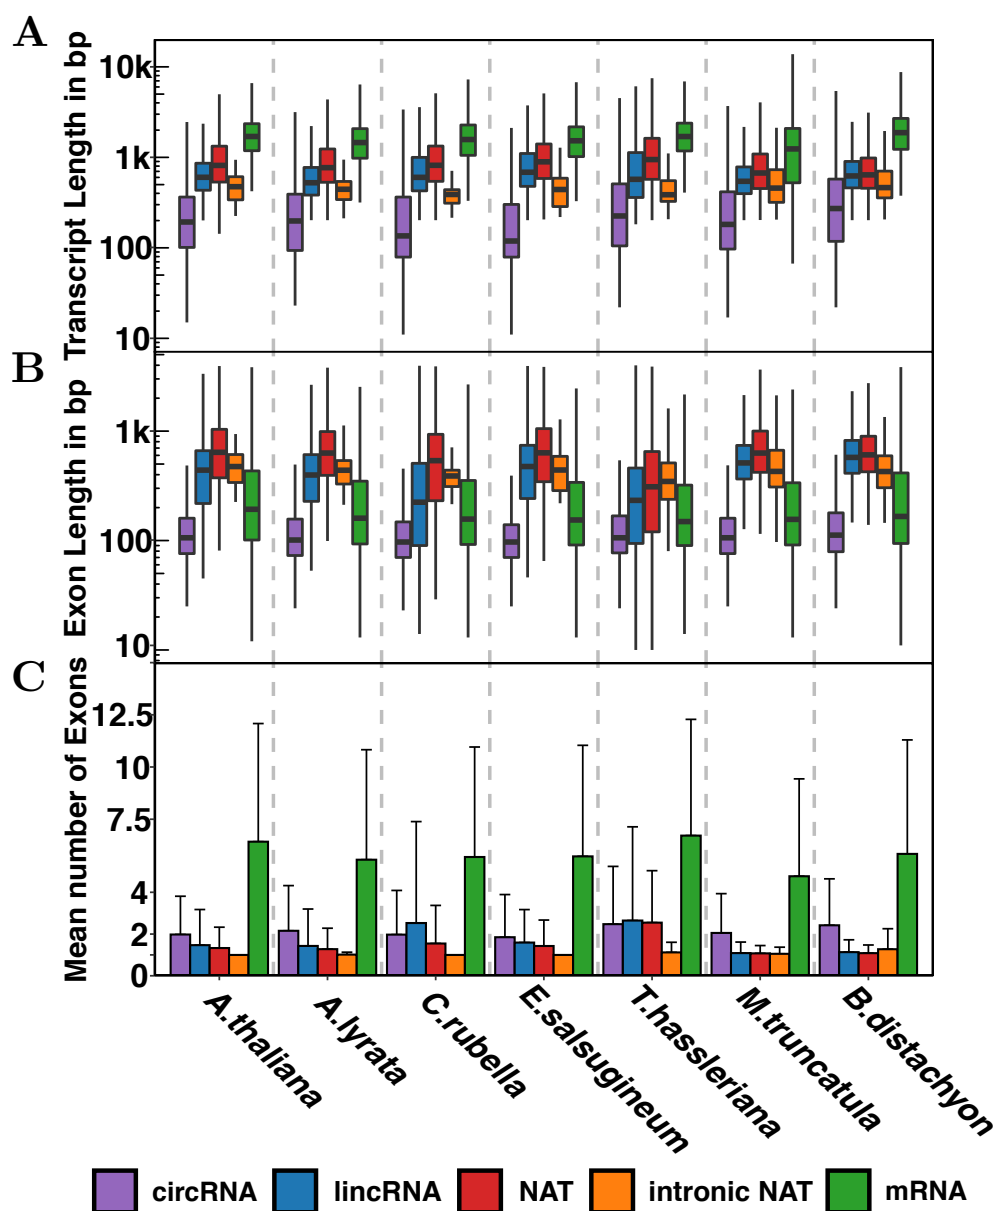 A
Transcript Length in bp
10k
1k
100
10
B
Exon Length in bp
1k
100
10
C
Mean number of Exons
12.5
10
7.5
4
2
0
A.thaliana
A.lyrata
C.rubella
E.salsugineum
T.hassleriana
M.truncatula
B.distachyon
circRNA lincRNA NAT intronic NAT mRNA